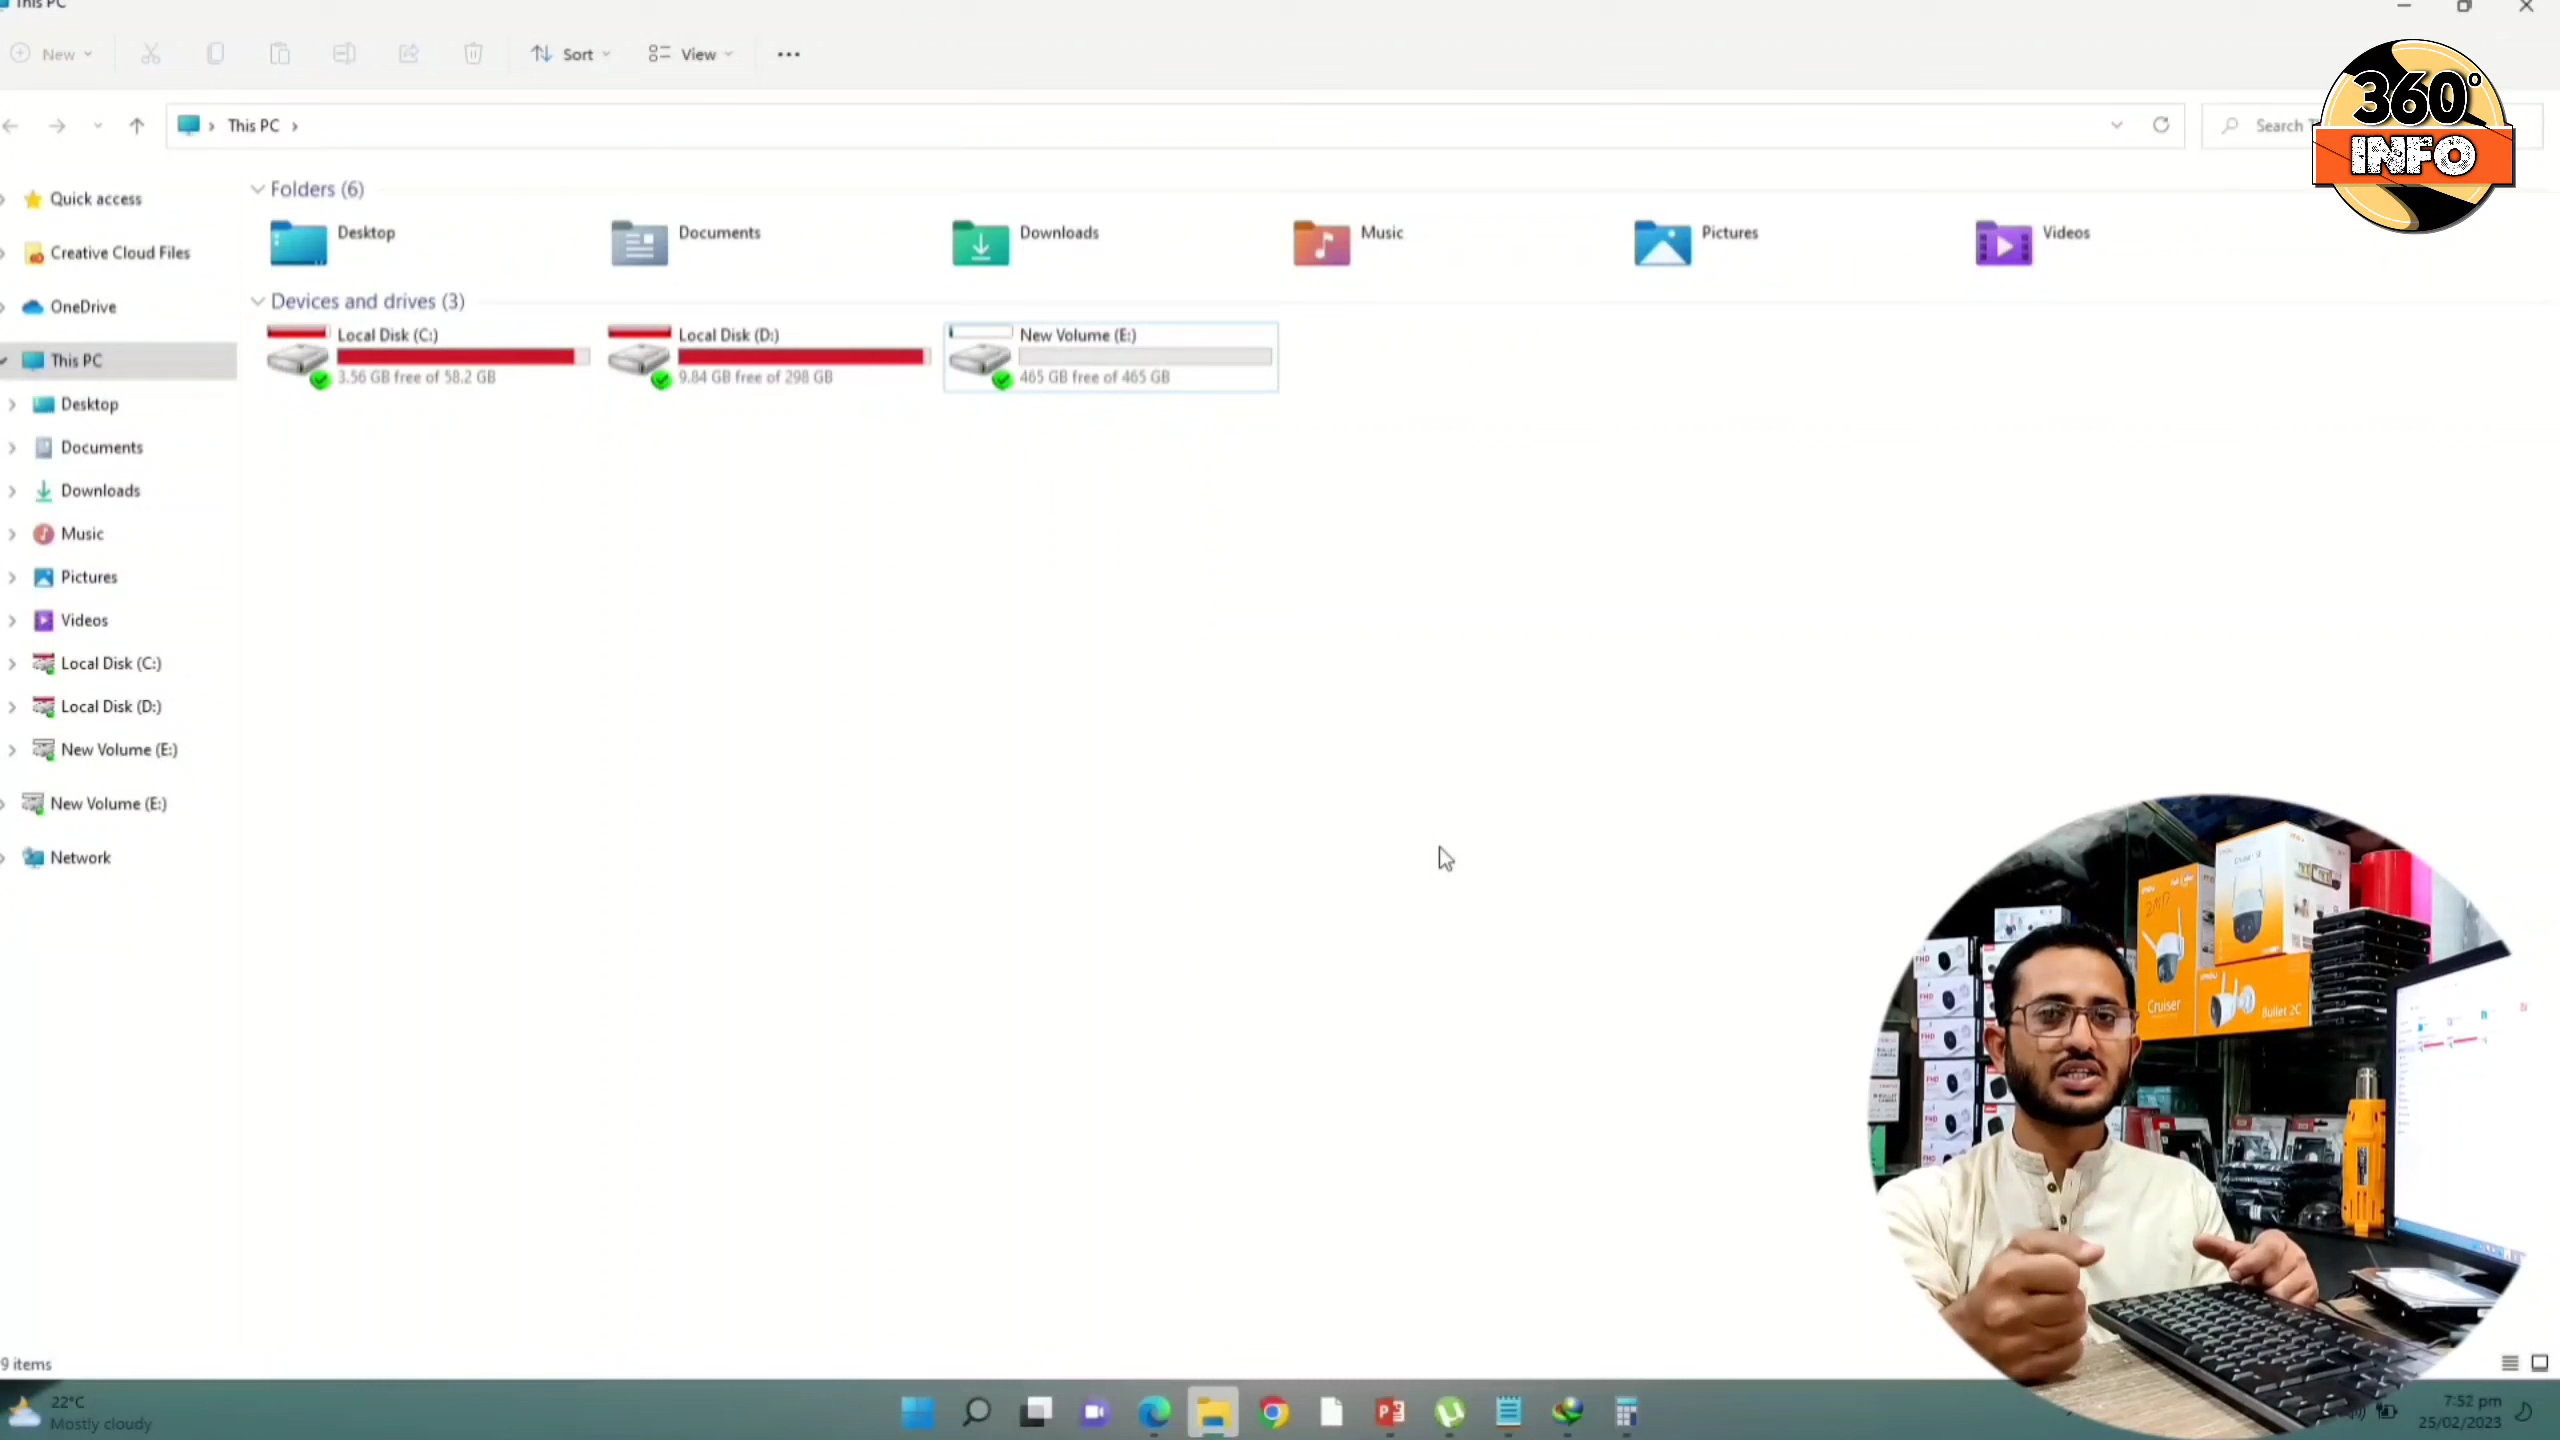 This PC
New
Sort
View
This PC
Search
360°
INFO
Quick access
Creative Cloud Files
OneDrive
This PC
Desktop
Documents
Downloads
Music
Pictures
Videos
Local Disk (C:)
Local Disk (D:)
New Volume (E:)
New Volume (E:)
Network
Folders (6)
Desktop
Documents
Downloads
Music
Pictures
Videos
Devices and drives (3)
Local Disk (C:)
3.56 GB free of 58.2 GB
Local Disk (D:)
9.84 GB free of 298 GB
New Volume (E:)
465 GB free of 465 GB
Cruiser
Bullet 2C
FHD
FHD
FHD
FHD
9 items
22°C
Mostly cloudy
7:52 pm
25/02/2023